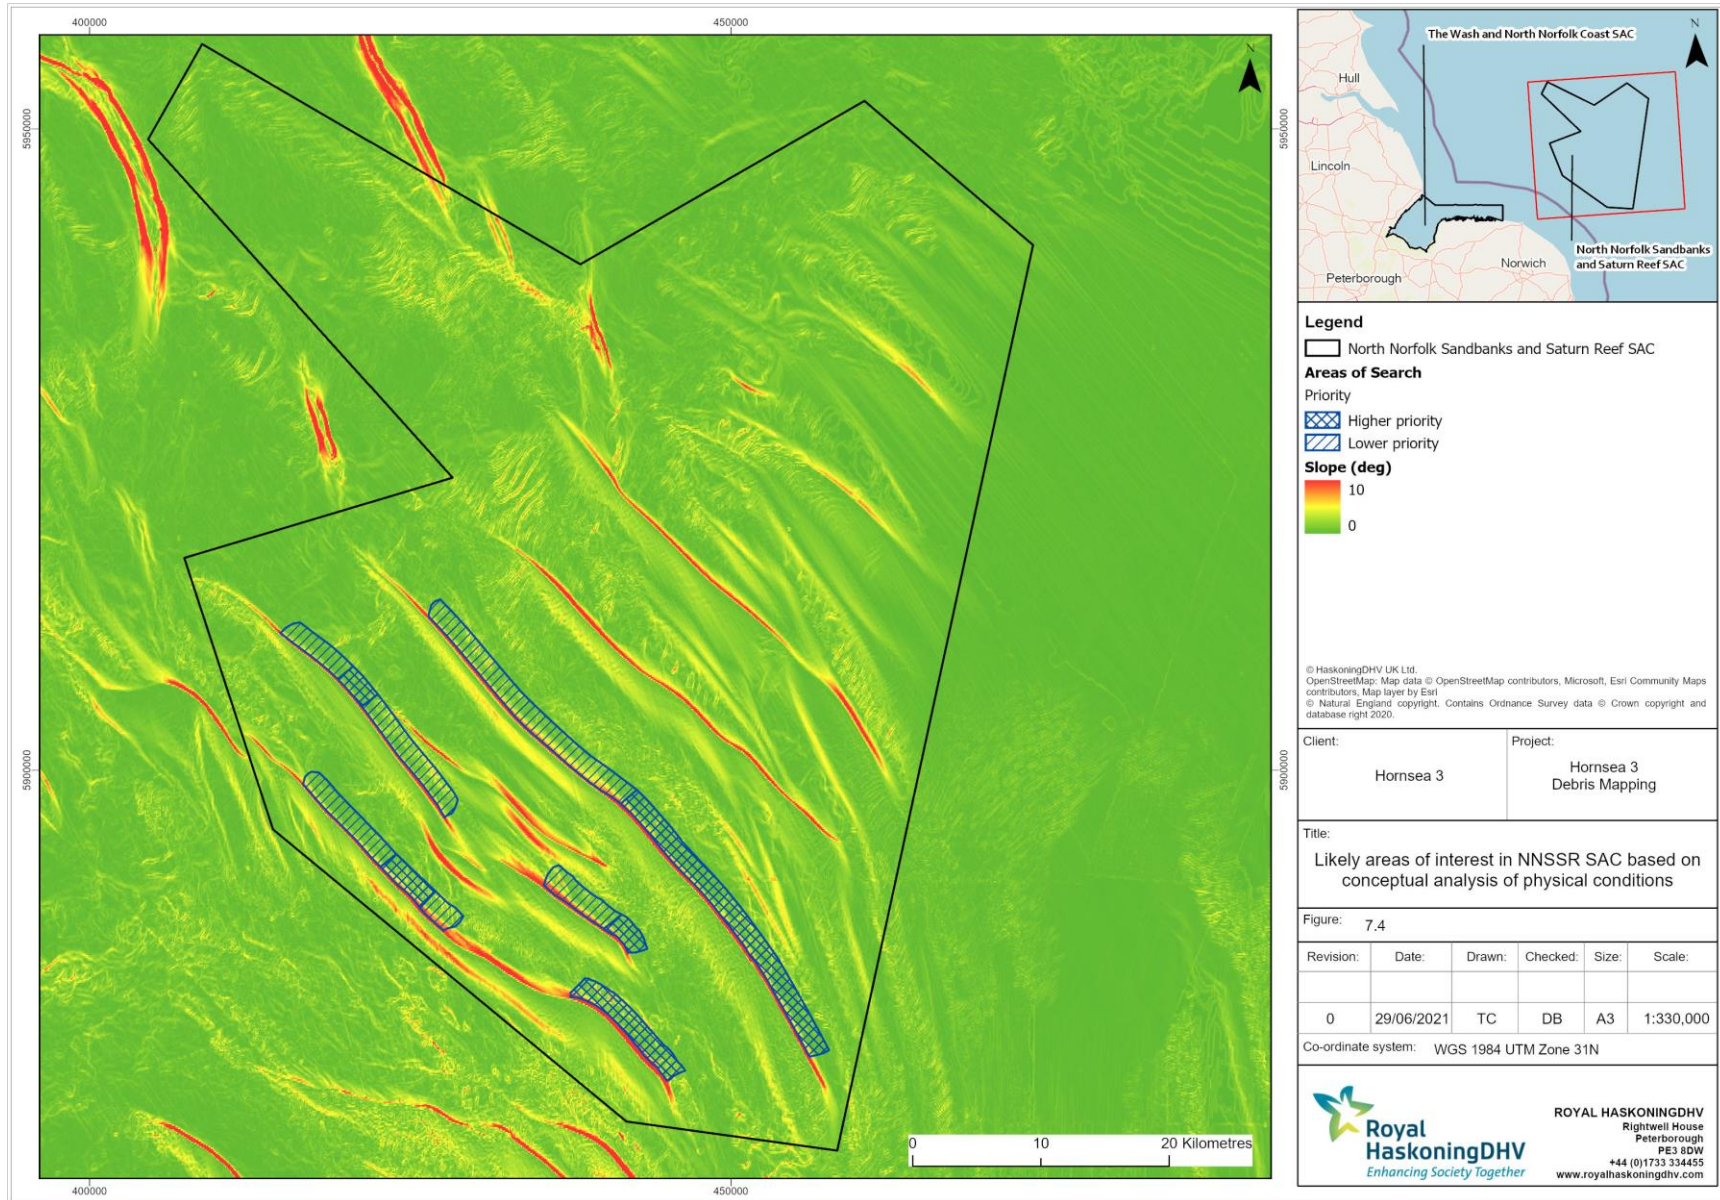 400000
450000
5950000
5950000
5900000
5900000
400000
450000
N
0
10
20 Kilometres
The Wash and North Norfolk Coast SAC
N
Hull
Lincoln
Norwich
Peterborough
North Norfolk Sandbanks
and Saturn Reef SAC
Legend
North Norfolk Sandbanks and Saturn Reef SAC
Areas of Search
Priority
Higher priority
Lower priority
Slope (deg)
10
0
© HaskoningDHV UK Ltd.
OpenStreetMap: Map data © OpenStreetMap contributors, Microsoft, Esri Community Maps
contributors, Map layer by Esri
© Natural England copyright. Contains Ordnance Survey data © Crown copyright and
database right 2020.
Client:
Hornsea 3
Project:
Hornsea 3
Debris Mapping
Title:
Likely areas of interest in NNSSR SAC based on
conceptual analysis of physical conditions
Figure: 7.4
Revision: Date: Drawn: Checked: Size: Scale:
0 29/06/2021 TC DB A3 1:330,000
Co-ordinate system: WGS 1984 UTM Zone 31N
Royal
HaskoningDHV
Enhancing Society Together
ROYAL HASKONINGDHV
Rightwell House
Peterborough
PE3 8DW
+44 (0)1733 334455
www.royalhaskoningdhv.com